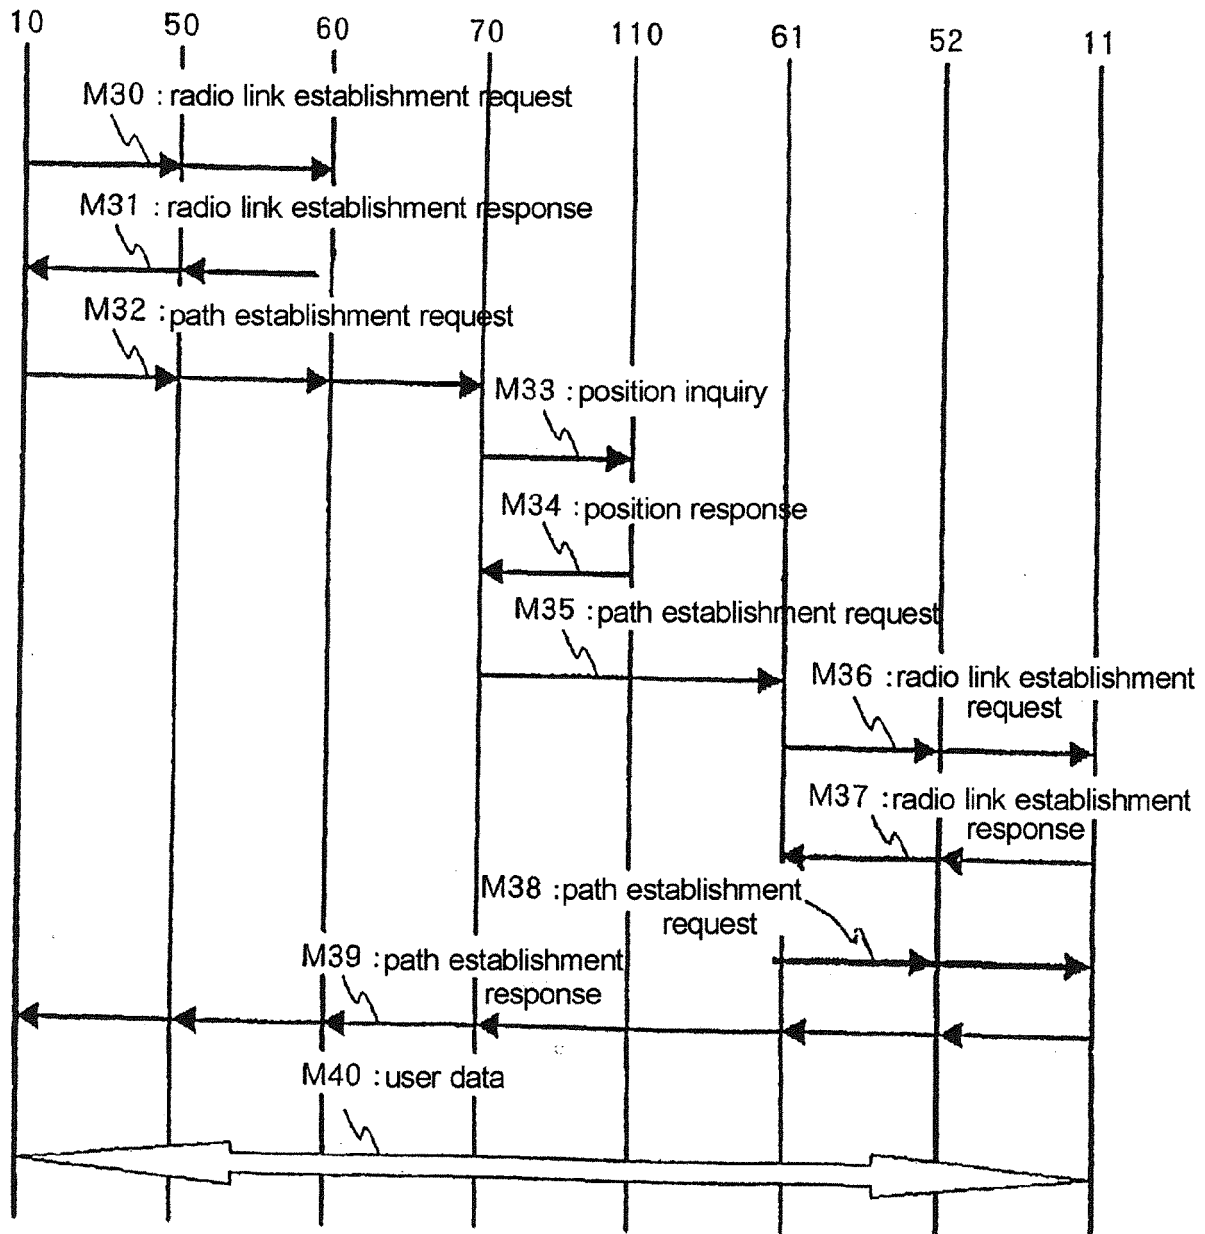 10 50 60 70 110 61 52 11
M30 : radio link establishment request
M31 : radio link establishment response
M32 : path establishment request
M33 : position inquiry
M34 : position response
M35 : path establishment request
M36 : radio link establishment
request
M37 : radio link establishment
response
M38 : path establishment
request
M39 : path establishment
response
M40 : user data